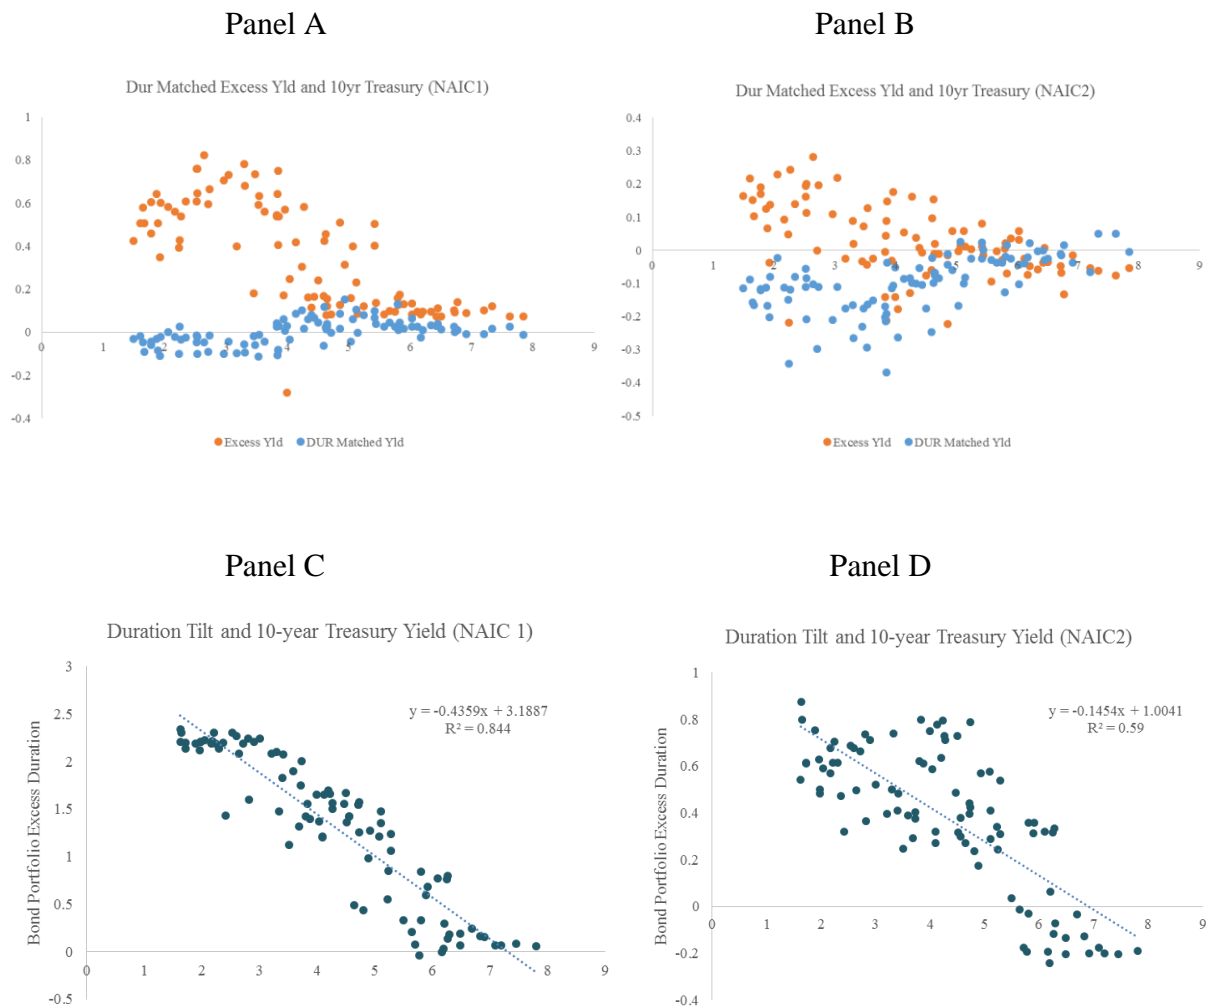 Panel A
Panel B
Dur Matched Excess Yld and 10yr Treasury (NAIC1)
1
0.8
0.6
0.4
0.2
0
-0.2
-0.4
0 1 2 3 4 5 6 7 8 9
Excess Yld DUR Matched Yld
Dur Matched Excess Yld and 10yr Treasury (NAIC2)
0.4
0.3
0.2
0.1
0
-0.1
-0.2
-0.3
-0.4
-0.5
0 1 2 3 4 5 6 7 8 9
Excess Yld DUR Matched Yld
Panel C
Panel D
Duration Tilt and 10-year Treasury Yield (NAIC 1)
y = -0.4359x + 3.1887
R² = 0.844
Bond Portfolio Excess Duration
3
2.5
2
1.5
1
0.5
0
-0.5
0 1 2 3 4 5 6 7 8 9
Duration Tilt and 10-year Treasury Yield (NAIC2)
y = -0.1454x + 1.0041
R² = 0.59
Bond Portfolio Excess Duration
1
0.8
0.6
0.4
0.2
0
-0.2
-0.4
0 1 2 3 4 5 6 7 8 9